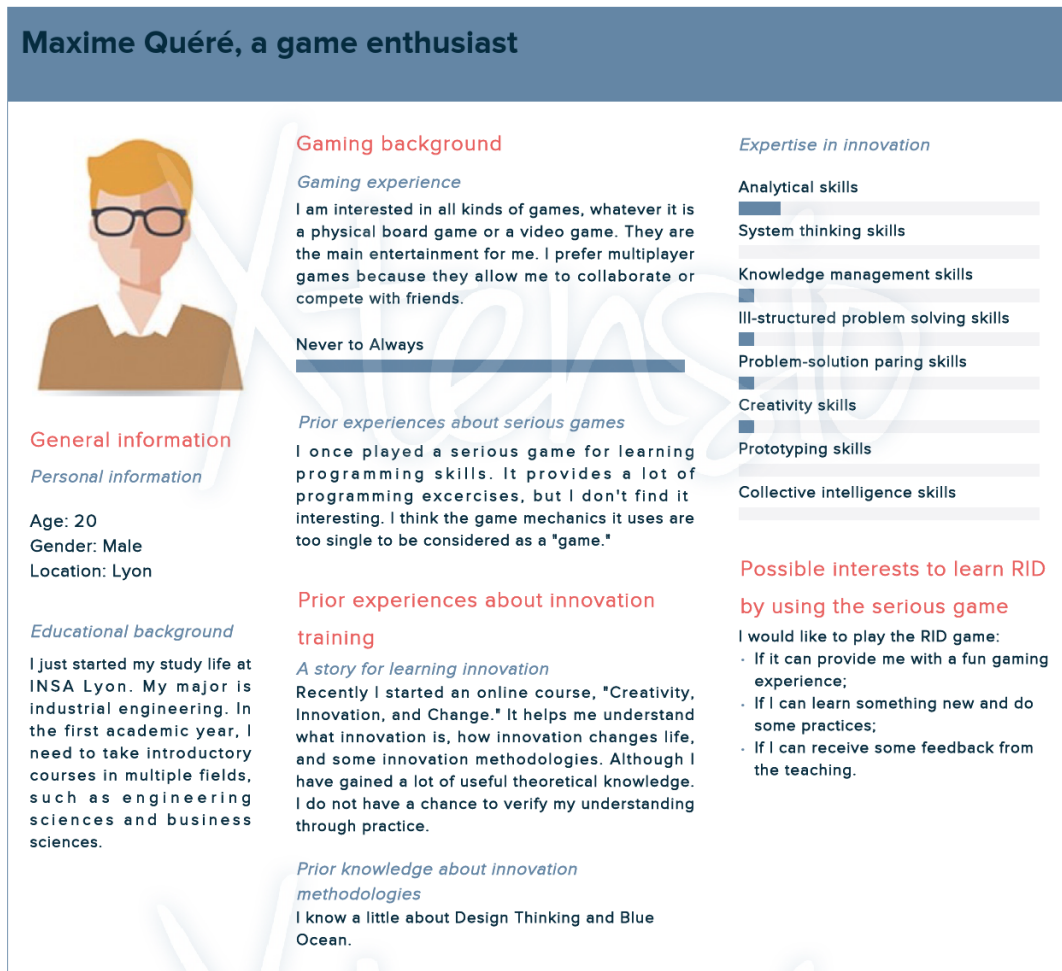 Maxime Quéré, a game enthusiast
General information
Personal information
Age: 20
Gender: Male
Location: Lyon
Educational background
I just started my study life at
INSA Lyon. My major is
industrial engineering. In
the first academic year, I
need to take introductory
courses in multiple fields,
such as engineering
sciences and business
sciences.
Gaming background
Gaming experience
I am interested in all kinds of games, whatever it is
a physical board game or a video game. They are
the main entertainment for me. I prefer multiplayer
games because they allow me to collaborate or
compete with friends.
Never to Always
Prior experiences about serious games
I once played a serious game for learning
programming skills. It provides a lot of
programming excercises, but I don't find it
interesting. I think the game mechanics it uses are
too single to be considered as a "game."
Prior experiences about innovation
training
A story for learning innovation
Recently I started an online course, "Creativity,
Innovation, and Change." It helps me understand
what innovation is, how innovation changes life,
and some innovation methodologies. Although I
have gained a lot of useful theoretical knowledge.
I do not have a chance to verify my understanding
through practice.
Prior knowledge about innovation
methodologies
I know a little about Design Thinking and Blue
Ocean.
Expertise in innovation
Analytical skills
System thinking skills
Knowledge management skills
Ill-structured problem solving skills
Problem-solution paring skills
Creativity skills
Prototyping skills
Collective intelligence skills
Possible interests to learn RID
by using the serious game
I would like to play the RID game:
· If it can provide me with a fun gaming
experience;
· If I can learn something new and do
some practices;
· If I can receive some feedback from
the teaching.
Xtensio